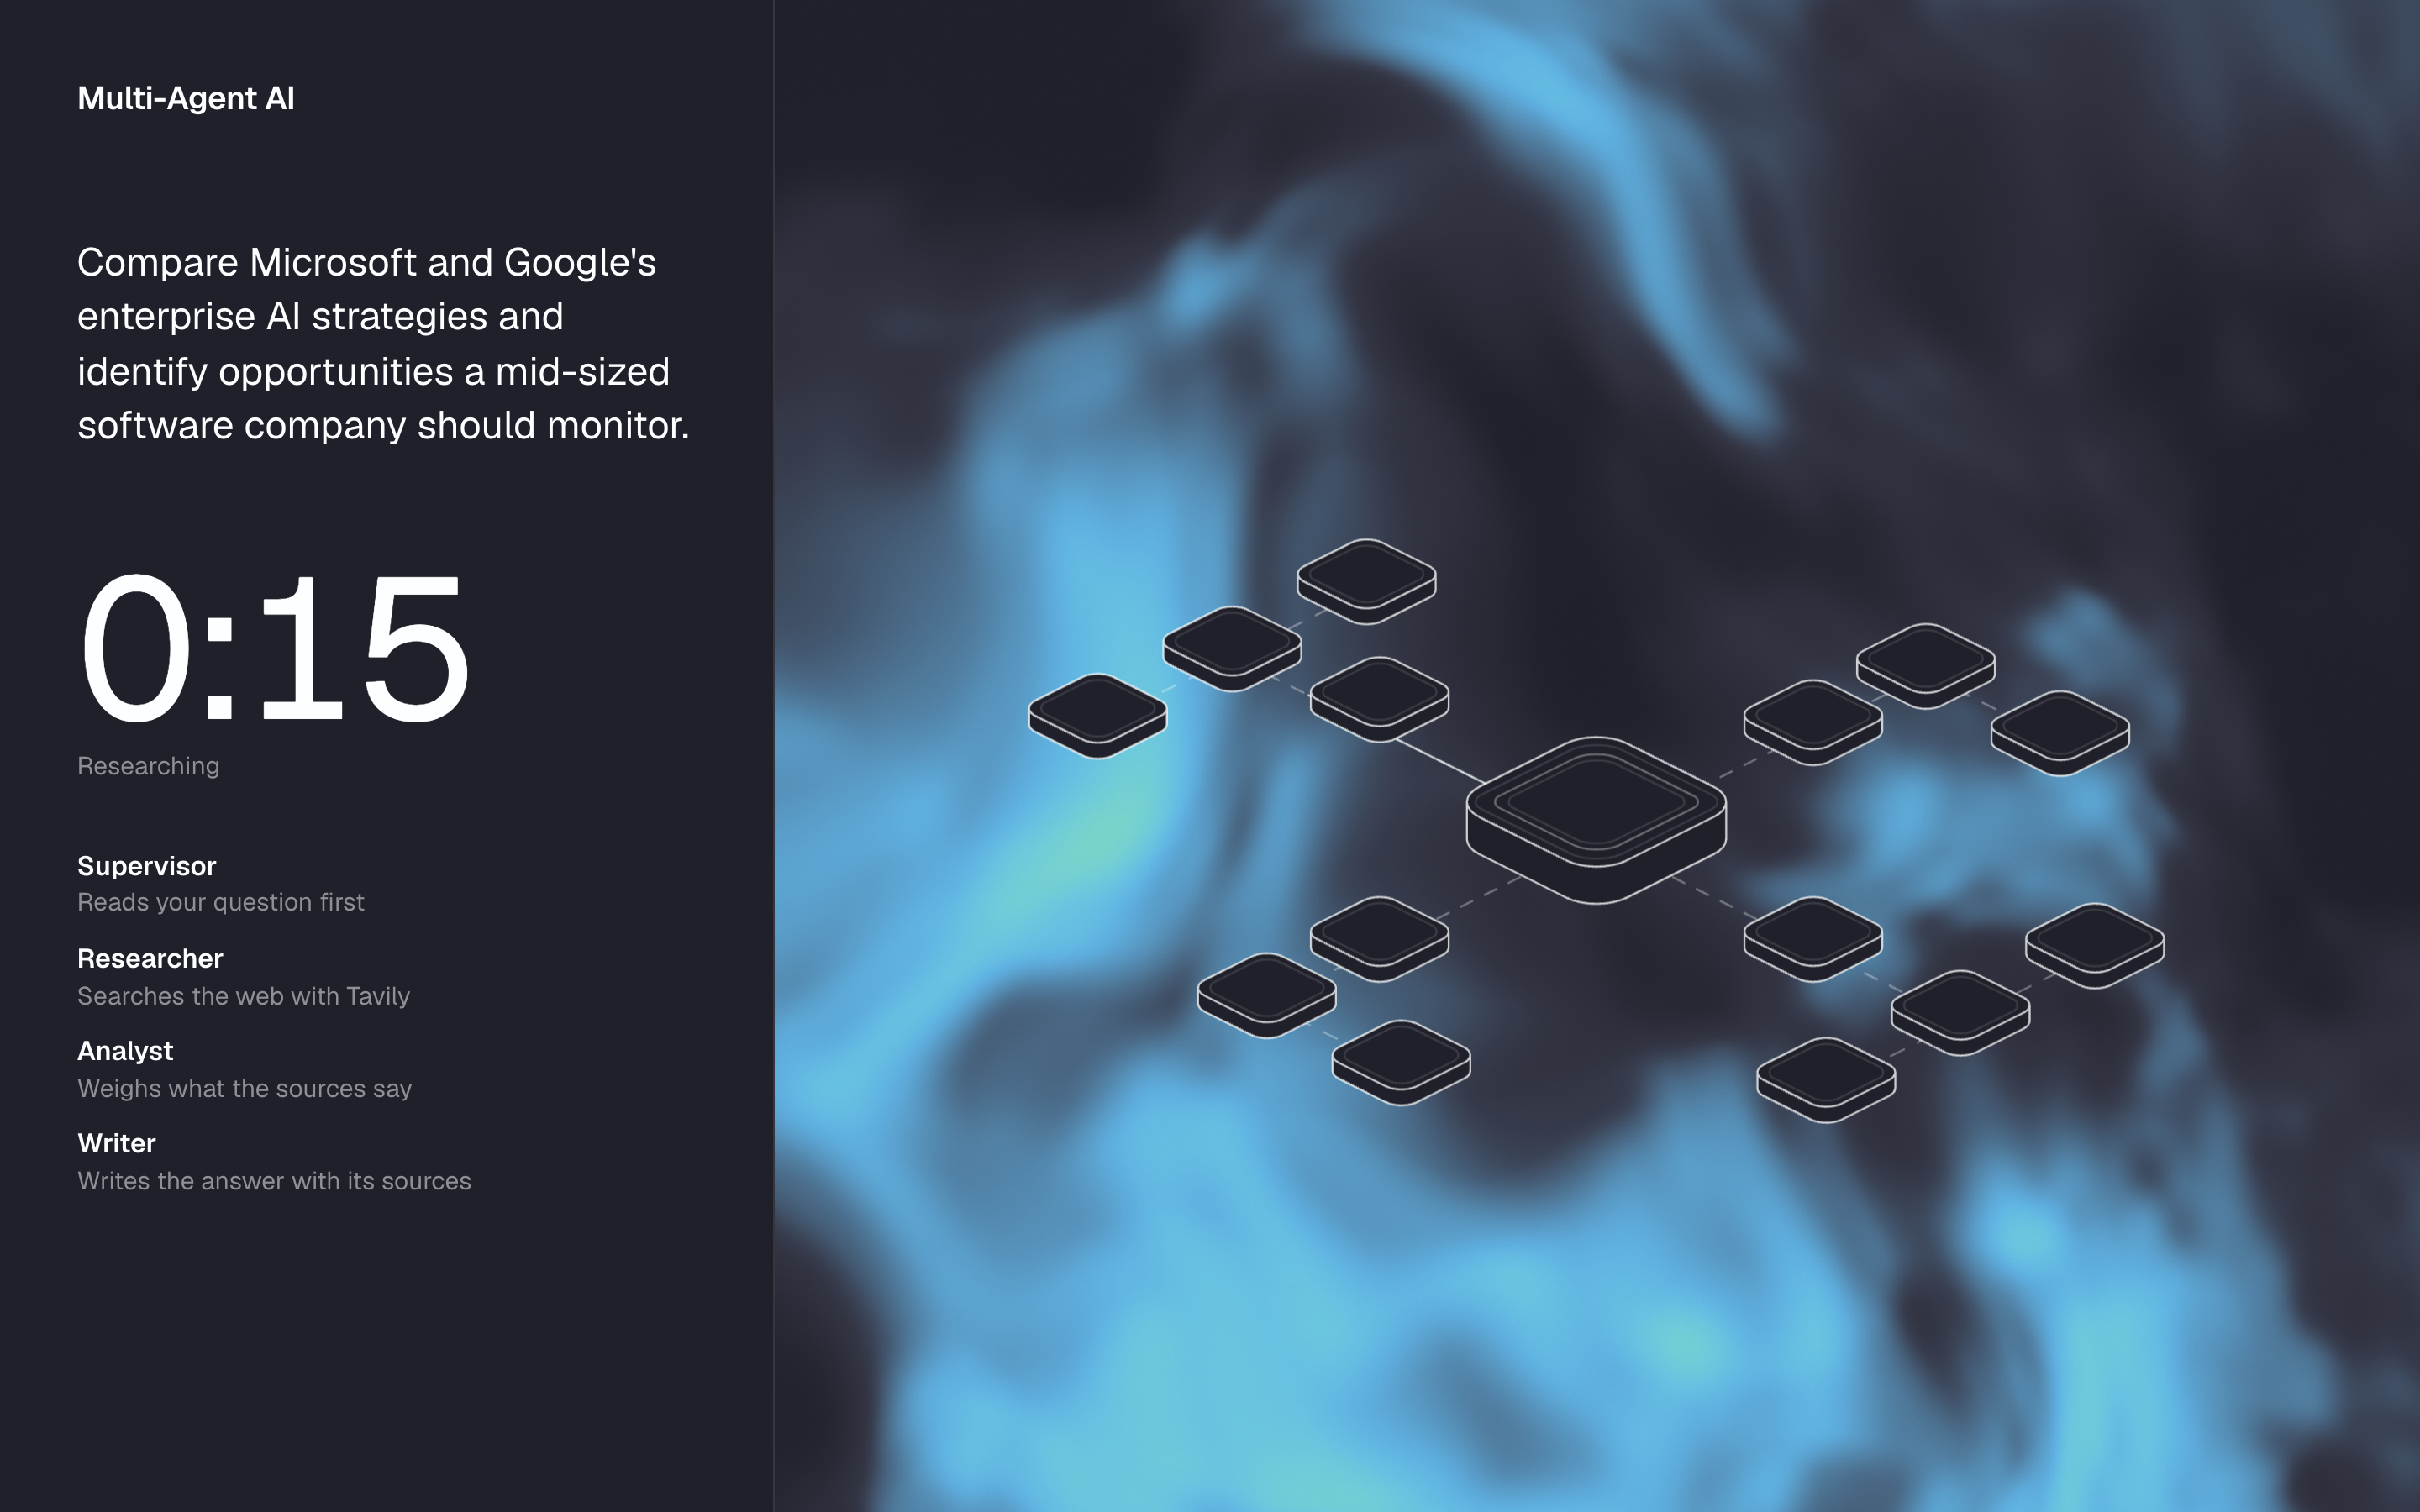 Multi-Agent AI
Compare Microsoft and Google's
enterprise AI strategies and
identify opportunities a mid-sized
software company should monitor.
0:15
Researching
Supervisor
Reads your question first
Researcher
Searches the web with Tavily
Analyst
Weighs what the sources say
Writer
Writes the answer with its sources